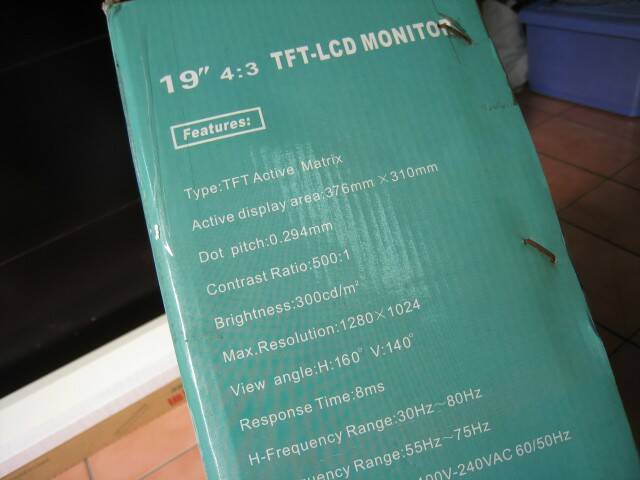 19" 4:3 TFT-LCD MONITOR
Features:
Type:TFT Active Matrix
Active display area:376mm×310mm
Dot pitch:0.294mm
Contrast Ratio:500:1
Brightness:300cd/m²
Max.Resolution:1280×1024
View angle:H:160° V:140°
Response Time:8ms
H-Frequency Range:30Hz~80Hz
Range:55Hz~75Hz
100V-240VAC 60/50Hz